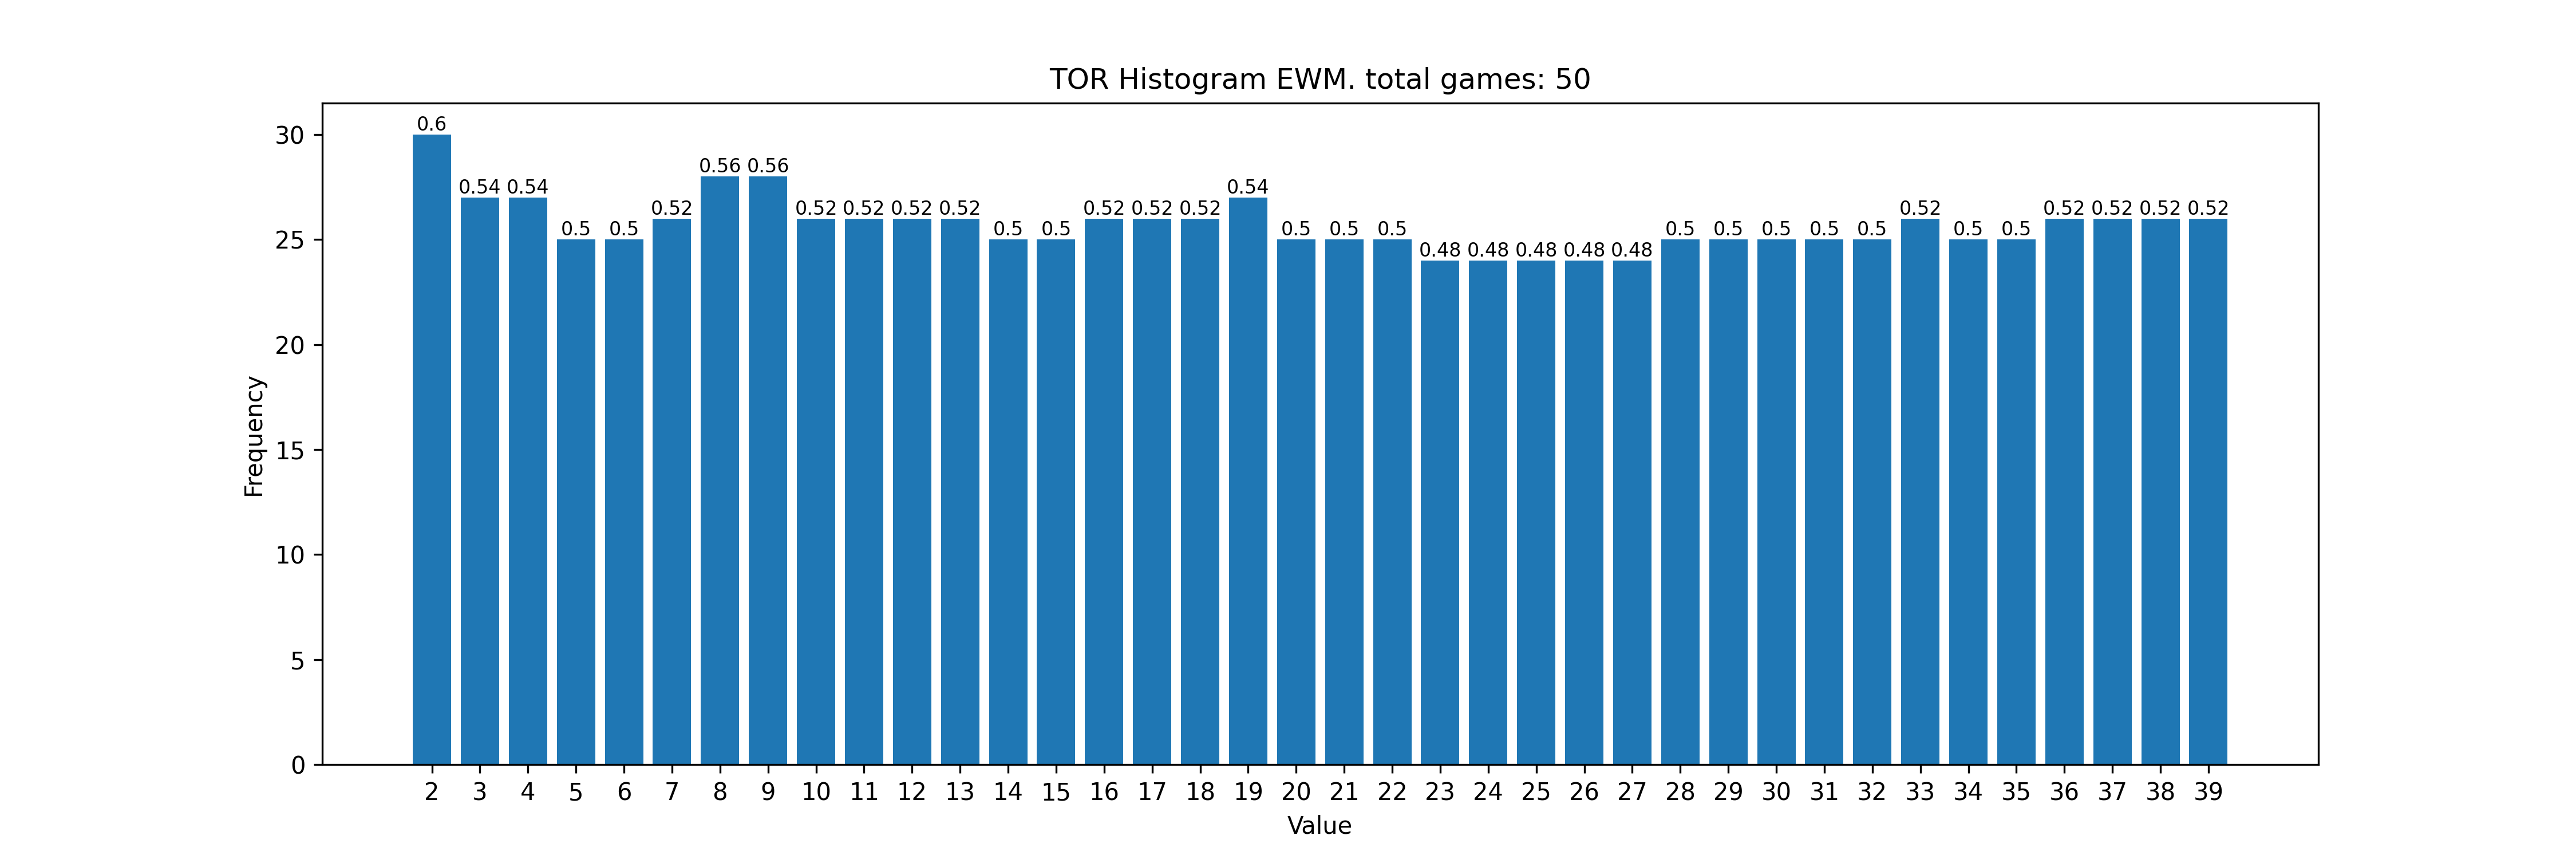 TOR Histogram EWM. total games: 50
30
25
20
15
10
5
0
Frequency
0.6 0.54 0.54 0.5 0.5 0.52 0.56 0.56 0.52 0.52 0.52 0.52 0.5 0.5 0.52 0.52 0.52 0.54 0.5 0.5 0.5 0.48 0.48 0.48 0.48 0.48 0.5 0.5 0.5 0.5 0.5 0.52 0.5 0.5 0.52 0.52 0.52 0.52
2 3 4 5 6 7 8 9 10 11 12 13 14 15 16 17 18 19 20 21 22 23 24 25 26 27 28 29 30 31 32 33 34 35 36 37 38 39
Value